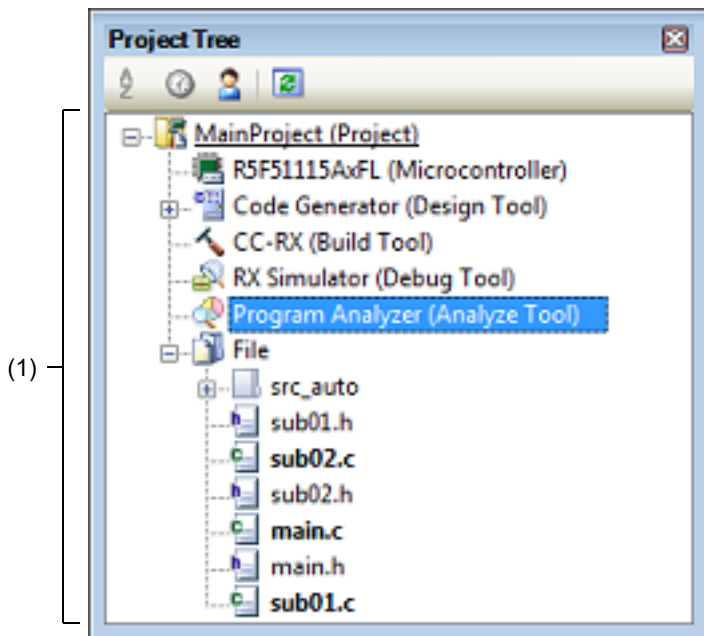 Project Tree
MainProject (Project)
R5F51115AxFL (Microcontroller)
Code Generator (Design Tool)
CC-RX (Build Tool)
RX Simulator (Debug Tool)
Program Analyzer (Analyze Tool)
File
(1)
src_auto
sub01.h
sub02.c
sub02.h
main.c
main.h
sub01.c